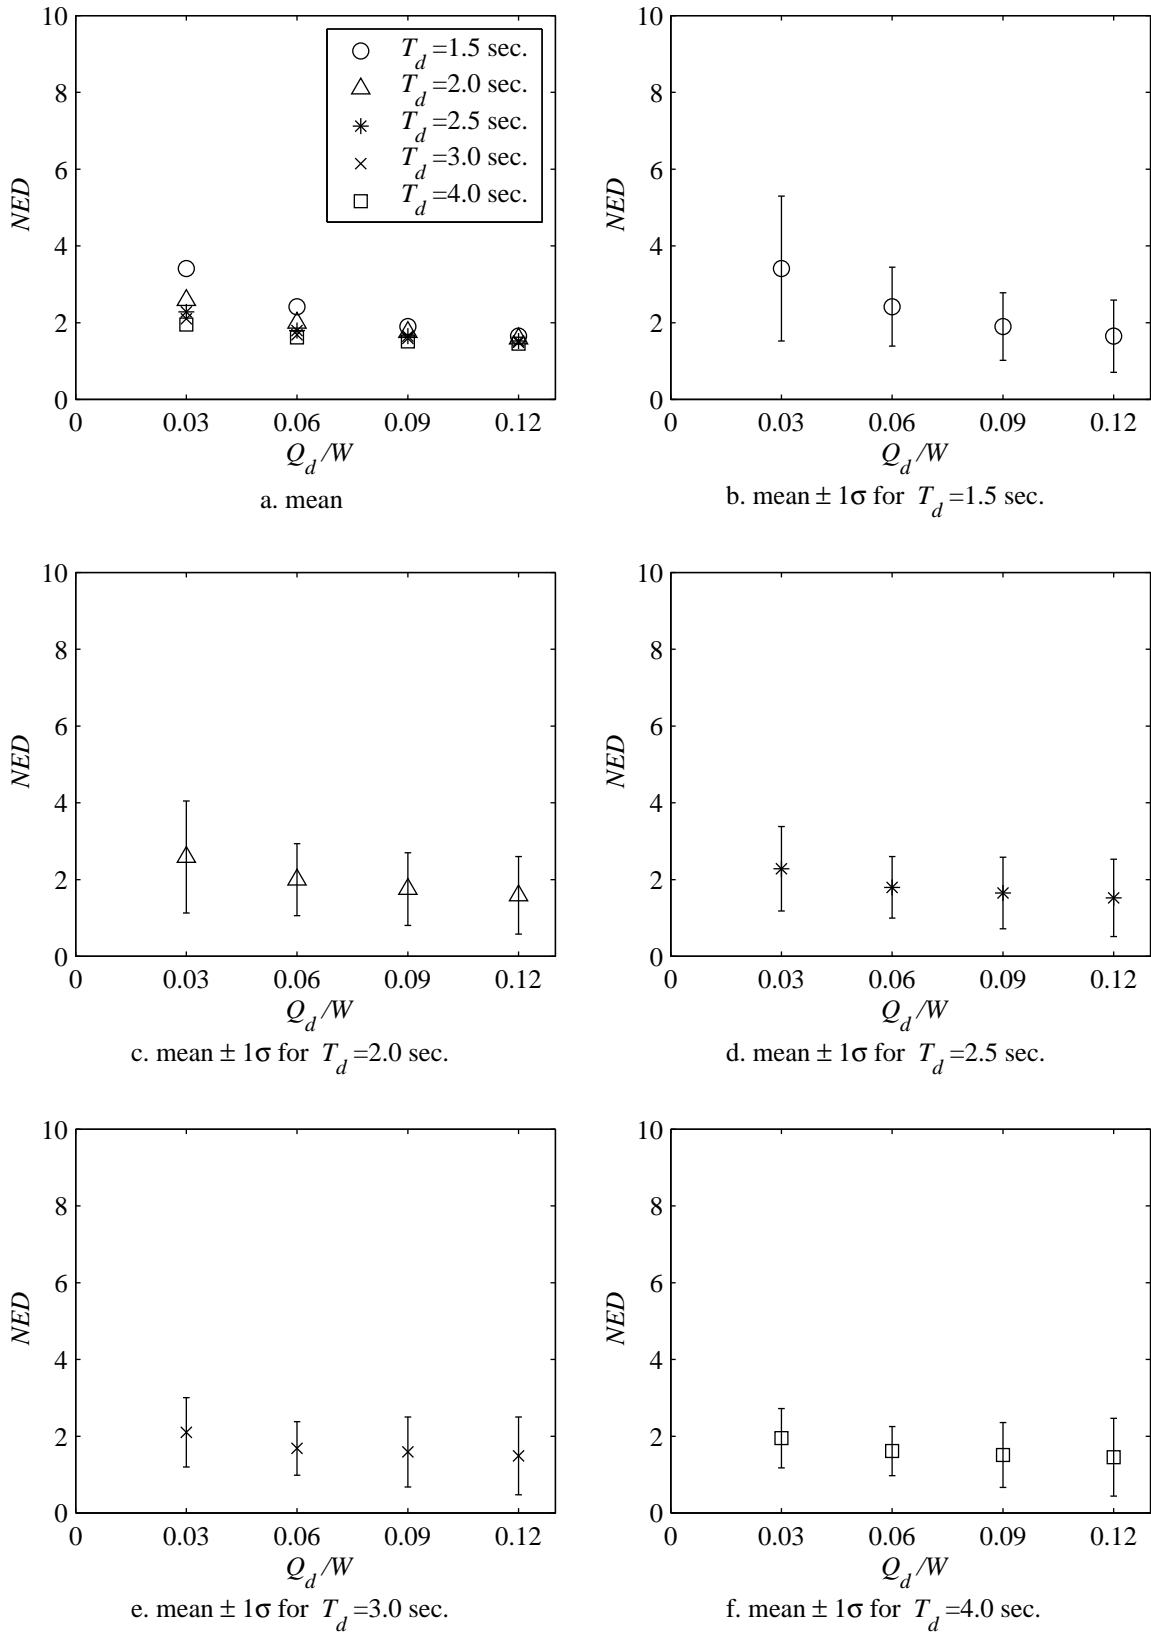 10
8
6
4
2
0
NED
T_d =1.5 sec.
T_d =2.0 sec.
T_d =2.5 sec.
T_d =3.0 sec.
T_d =4.0 sec.
0 0.03 0.06 0.09 0.12
Q_d /W
a. mean
10
8
6
4
2
0
NED
0 0.03 0.06 0.09 0.12
Q_d /W
b. mean ± 1σ for T_d =1.5 sec.
10
8
6
4
2
0
NED
0 0.03 0.06 0.09 0.12
Q_d /W
c. mean ± 1σ for T_d =2.0 sec.
10
8
6
4
2
0
NED
0 0.03 0.06 0.09 0.12
Q_d /W
d. mean ± 1σ for T_d =2.5 sec.
10
8
6
4
2
0
NED
0 0.03 0.06 0.09 0.12
Q_d /W
e. mean ± 1σ for T_d =3.0 sec.
10
8
6
4
2
0
NED
0 0.03 0.06 0.09 0.12
Q_d /W
f. mean ± 1σ for T_d =4.0 sec.